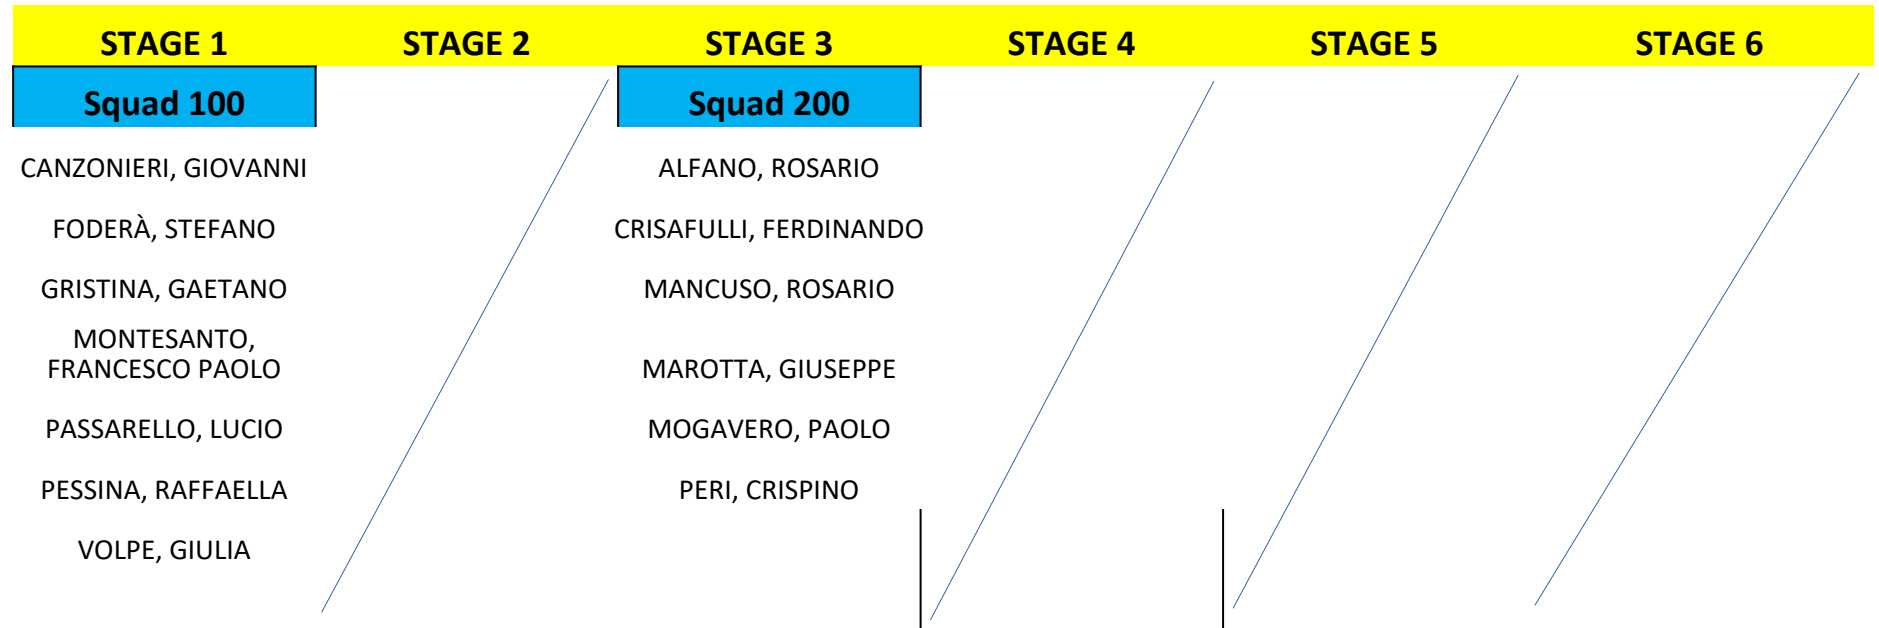 STAGE 1 STAGE 2 STAGE 3 STAGE 4 STAGE 5 STAGE 6
Squad 100 Squad 200
CANZONIERI, GIOVANNI ALFANO, ROSARIO
FODERÀ, STEFANO CRISAFULLI, FERDINANDO
GRISTINA, GAETANO MANCUSO, ROSARIO
MONTESANTO,
FRANCESCO PAOLO MAROTTA, GIUSEPPE
PASSARELLO, LUCIO MOGAVERO, PAOLO
PESSINA, RAFFAELLA PERI, CRISPINO
VOLPE, GIULIA